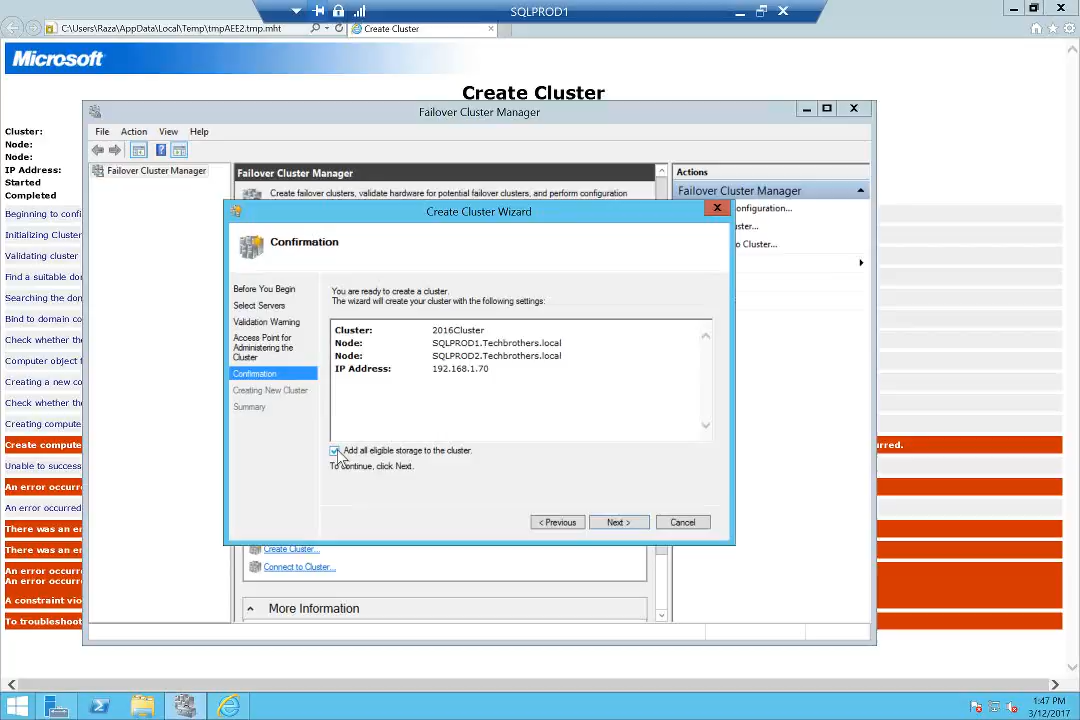 SQLPROD1
C:\Users\Raza\AppData\Local\Temp\tmpAEE2.tmp.mht
Create Cluster
Microsoft
Create Cluster
Cluster:
Node:
Node:
IP Address:
Started
Completed
Beginning to confi
Initializing Cluster
Validating cluster
Find a suitable do
Searching the don
Bind to domain co
Check whether the
Computer object f
Creating a new co
Check whether the
Creating compute
Create compute
rred.
Unable to success
An error occurre
An error occurred
There was an er
There was an er
An error occurre
An error occurre
A constraint vio
To troubleshoot
Failover Cluster Manager
File Action View Help
Failover Cluster Manager
Failover Cluster Manager
Create failover clusters, validate hardware for potential failover clusters, and perform configuration
Actions
Failover Cluster Manager
onfiguration...
ster...
o Cluster...
Create Cluster Wizard
Confirmation
Before You Begin
Select Servers
Validation Warning
Access Point for
Administering the
Cluster
Confirmation
Creating New Cluster
Summary
You are ready to create a cluster.
The wizard will create your cluster with the following settings:
Cluster: 2016Cluster
Node: SQLPROD1.Techbrothers.local
Node: SQLPROD2.Techbrothers.local
IP Address: 192.168.1.70
Add all eligible storage to the cluster.
To continue, click Next.
< Previous
Next >
Cancel
Create Cluster...
Connect to Cluster...
More Information
1:47 PM
3/12/2017